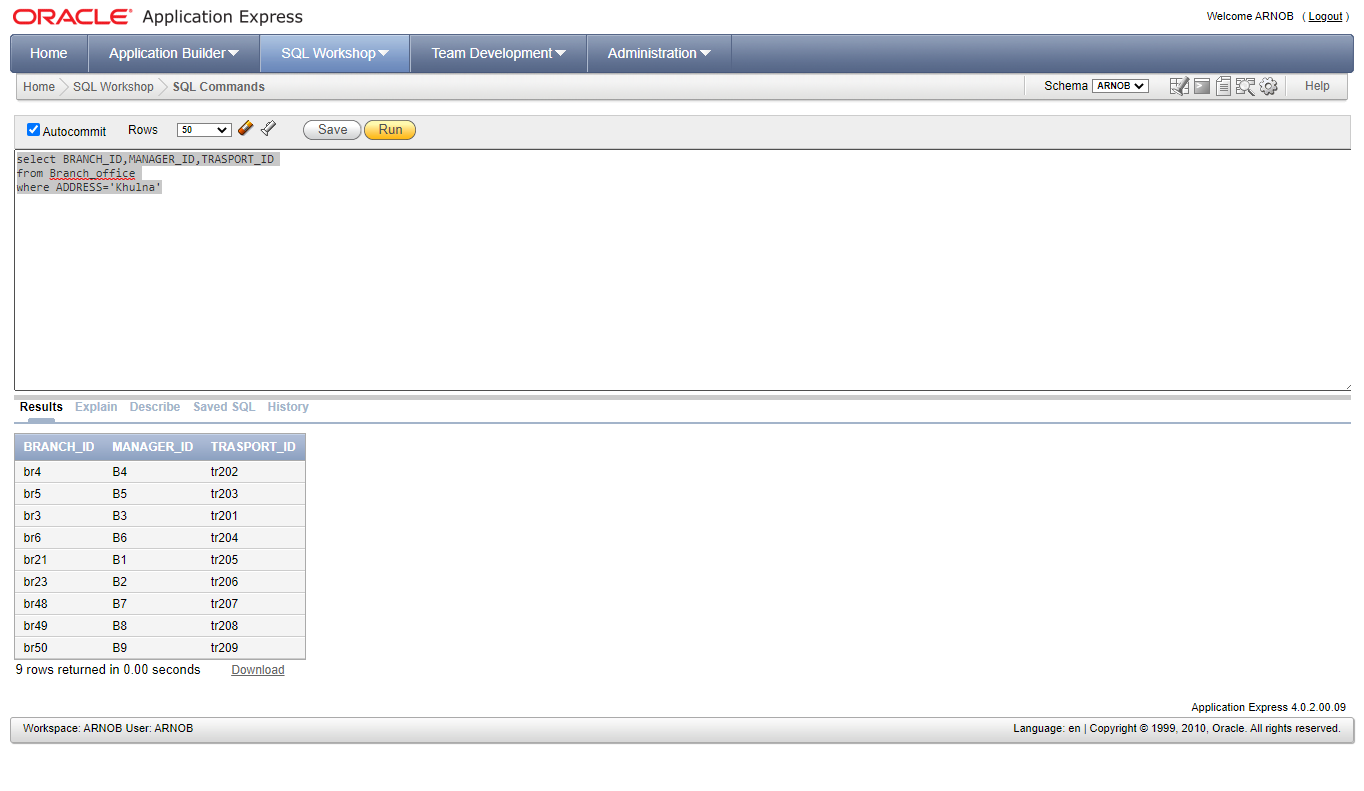 ORACLE Application Express
Welcome ARNOB ( Logout )
Home Application Builder SQL Workshop Team Development Administration
Home SQL Workshop SQL Commands Schema ARNOB Help
Autocommit Rows 50 Save Run
select BRANCH_ID,MANAGER_ID,TRASPORT_ID
from Branch_office
where ADDRESS='Khulna'
Results Explain Describe Saved SQL History
BRANCH_ID MANAGER_ID TRASPORT_ID
br4 B4 tr202
br5 B5 tr203
br3 B3 tr201
br6 B6 tr204
br21 B1 tr205
br23 B2 tr206
br48 B7 tr207
br49 B8 tr208
br50 B9 tr209
9 rows returned in 0.00 seconds Download
Application Express 4.0.2.00.09
Workspace: ARNOB User: ARNOB Language: en | Copyright © 1999, 2010, Oracle. All rights reserved.